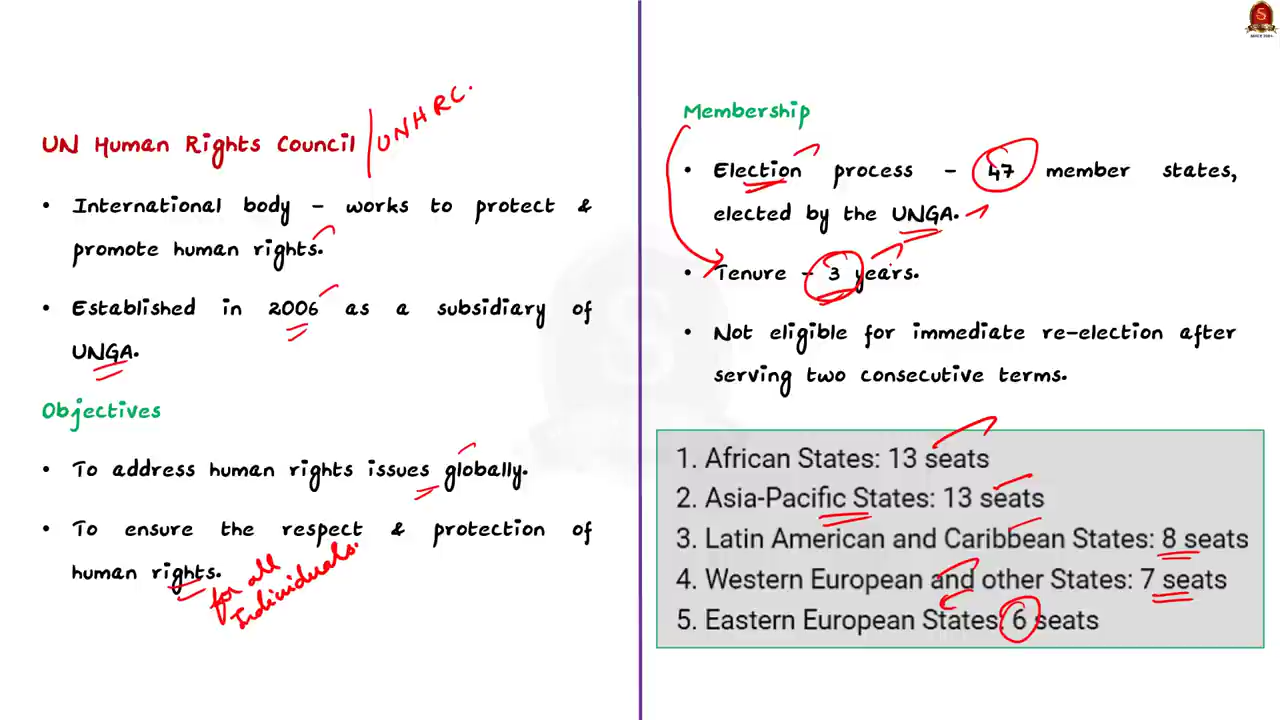 UN Human Rights Council /UNHRC.
• International body - works to protect &
promote human rights.
• Established in 2006 as a subsidiary of
UNGA.
Objectives
• To address human rights issues globally.
• To ensure the respect & protection of
human rights.
for all
Individuals.
Membership
• Election process - 47 member states,
elected by the UNGA.
• Tenure - 3 years.
• Not eligible for immediate re-election after
serving two consecutive terms.
1. African States: 13 seats
2. Asia-Pacific States: 13 seats
3. Latin American and Caribbean States: 8 seats
4. Western European and other States: 7 seats
5. Eastern European States: 6 seats